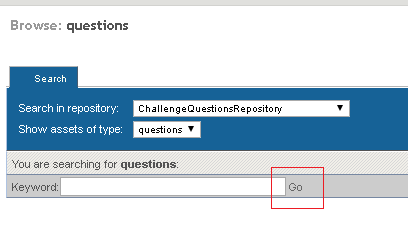 Browse: questions
Search
Search in repository: ChallengeQuestionsRepository
Show assets of type: questions
You are searching for questions:
Keyword: Go